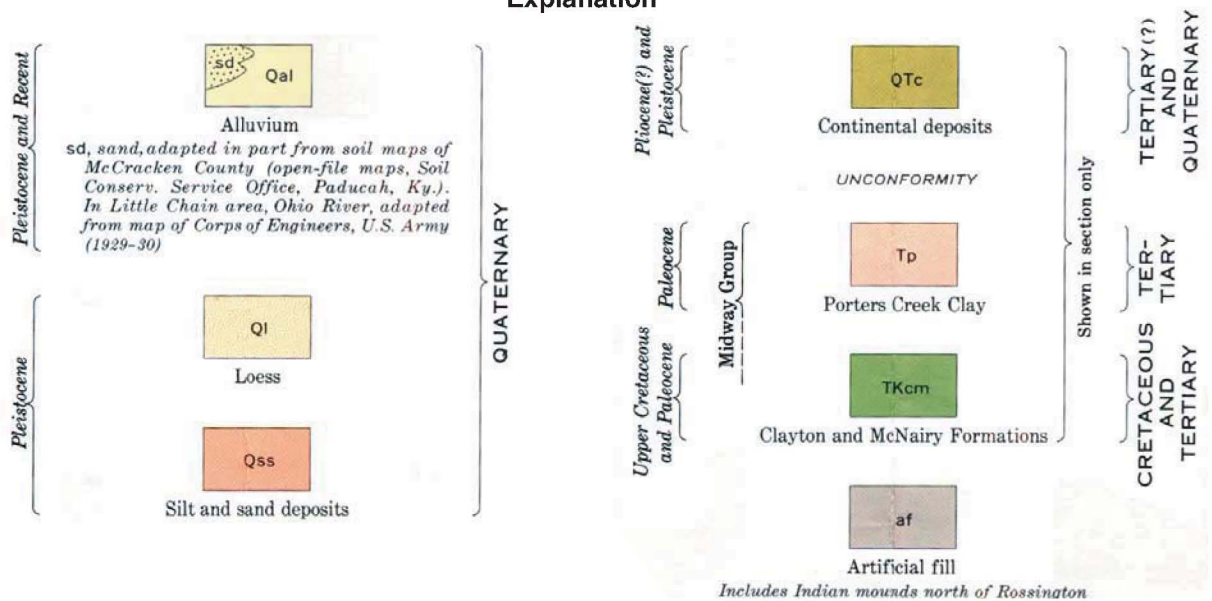 Explanation
Pleistocene and Recent
sd
Qal
Alluvium
sd, sand, adapted in part from soil maps of
McCracken County (open-file maps, Soil
Conserv. Service Office, Paducah, Ky.).
In Little Chain area, Ohio River, adapted
from map of Corps of Engineers, U.S. Army
(1929-30)
Pleistocene
Ql
Loess
Qss
Silt and sand deposits
QUATERNARY
Pliocene(?) and
Pleistocene
QTc
Continental deposits
TERTIARY(?)
AND
QUATERNARY
UNCONFORMITY
Paleocene
Midway Group
Tp
Porters Creek Clay
Shown in section only
TER-
TIARY
Upper Cretaceous
and Paleocene
TKcm
Clayton and McNairy Formations
CRETACEOUS
AND
TERTIARY
af
Artificial fill
Includes Indian mounds north of Rossington